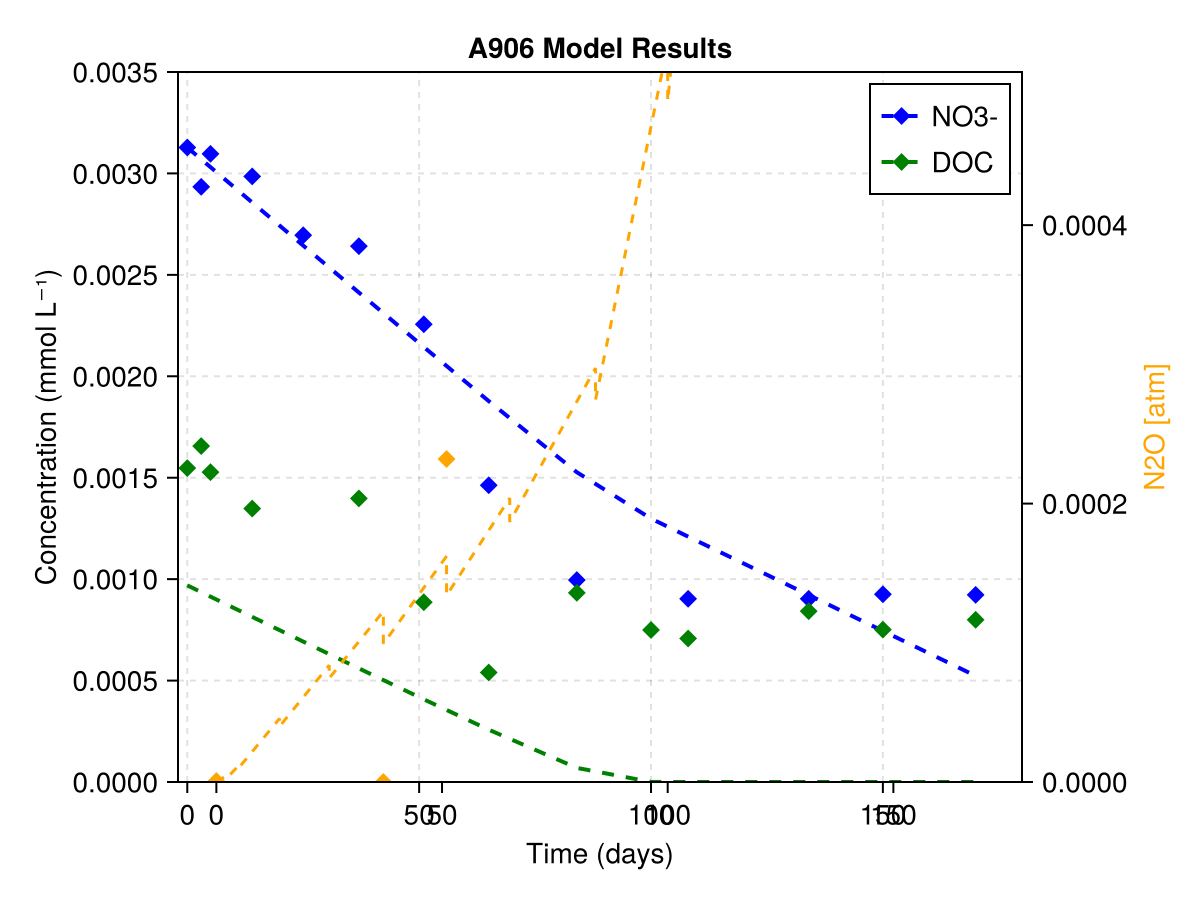 A906 Model Results
0.0035
0.0030
0.0025
0.0020
0.0015
0.0010
0.0005
0.0000
Concentration (mmol L⁻¹)
NO3-
DOC
0.0004
0.0002
0.0000
N2O [atm]
0 0 50 50 100 100 150 150
Time (days)